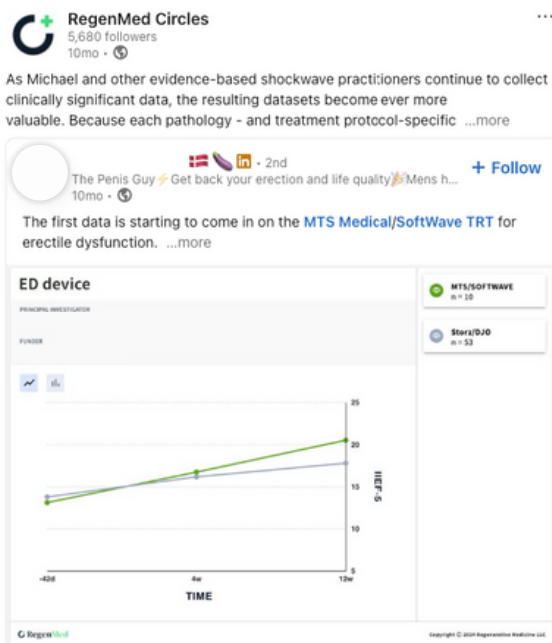 RegenMed Circles
5,680 followers
10mo •
...
As Michael and other evidence-based shockwave practitioners continue to collect
clinically significant data, the resulting datasets become ever more
valuable. Because each pathology - and treatment protocol-specific ...more
in • 2nd
+ Follow
The Penis Guy⚡Get back your erection and life quality🎉Mens h...
10mo •
The first data is starting to come in on the MTS Medical/SoftWave TRT for
erectile dysfunction. ...more
ED device
PRINCIPAL INVESTIGATOR
FUNDER
MTS/SOFTWAVE
n = 10
Storz/DJO
n = 53
25
20
15
10
5
IIEF-5
-42d
4w
12w
TIME
RegenMed
Copyright © 2024 Regenerative Medicine LLC